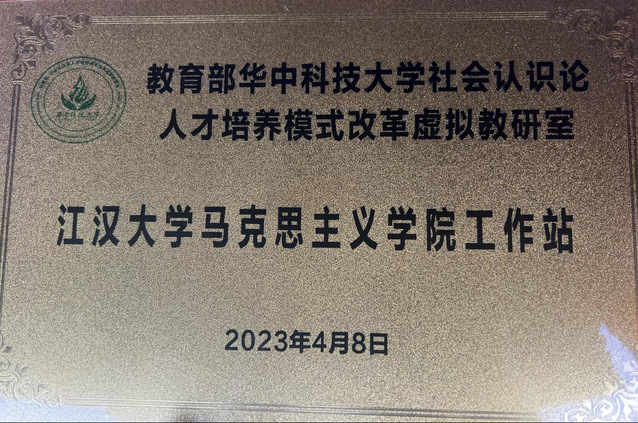 教育部华中科技大学社会认识论
人才培养模式改革虚拟教研室
江汉大学马克思主义学院工作站
2023年4月8日